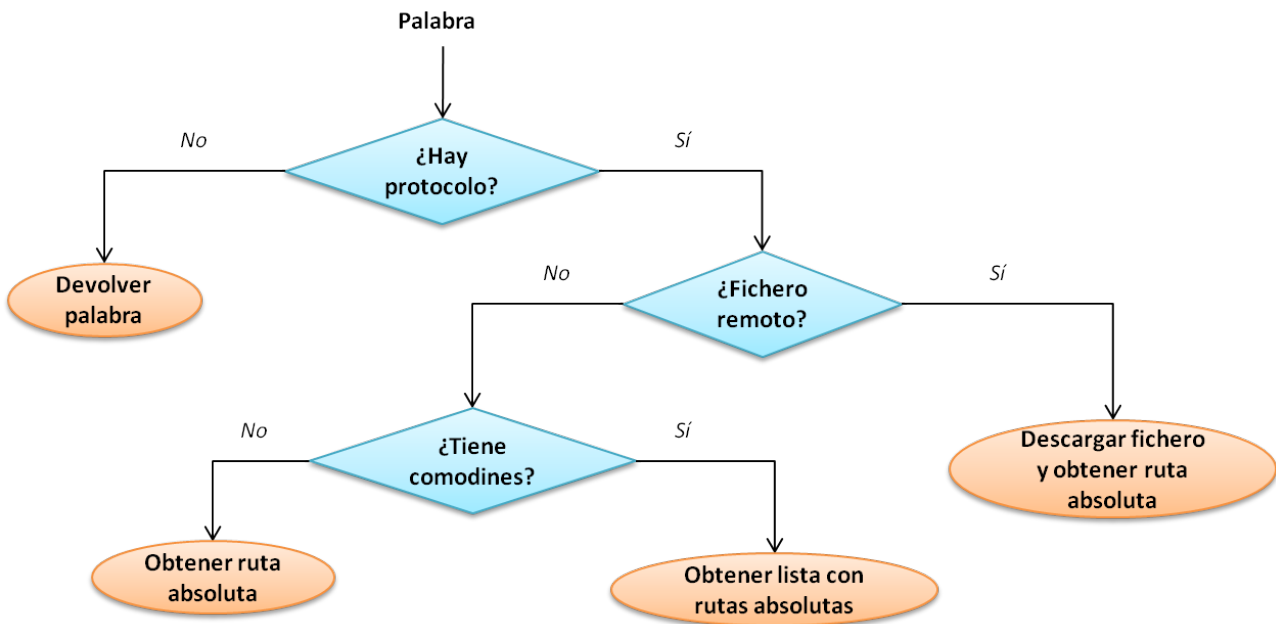 Palabra
No
Sí
¿Hay
protocolo?
Devolver
palabra
No
Sí
¿Fichero
remoto?
No
Sí
¿Tiene
comodines?
Descargar fichero
y obtener ruta
absoluta
Obtener ruta
absoluta
Obtener lista con
rutas absolutas